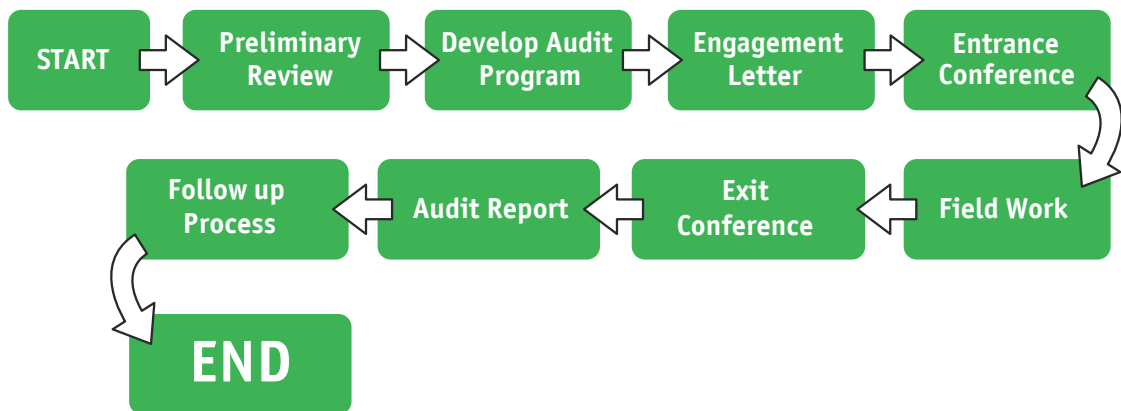 START
Preliminary
Review
Develop Audit
Program
Engagement
Letter
Entrance
Conference
Field Work
Exit
Conference
Audit Report
Follow up
Process
END